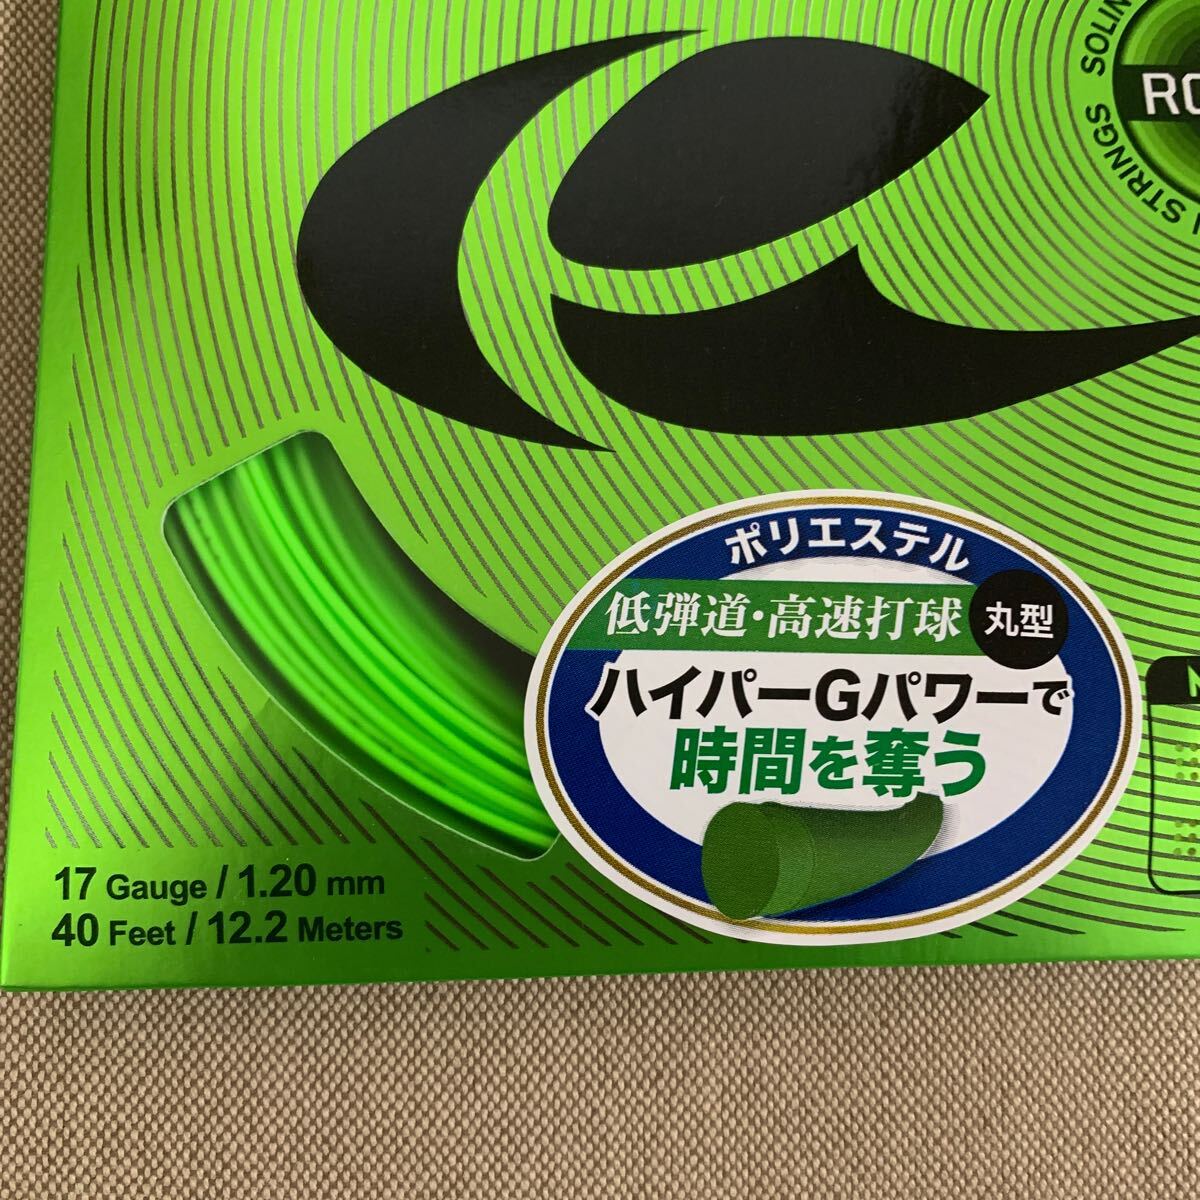 STRINGS
17 Gauge / 1.20 mm
40 Feet / 12.2 Meters
ポリエステル
低弾道・高速打球 丸型
ハイパーGパワーで
時間を奪う